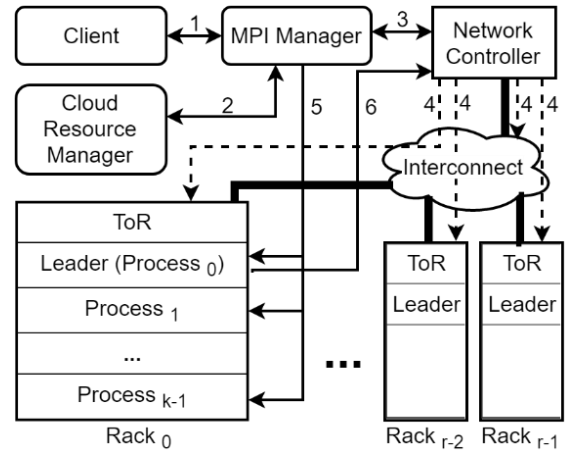 Client
1
MPI Manager
3
Network
Controller
Cloud
Resource
Manager
2
5
6
4
4
4
4
Interconnect
ToR
Leader (Process 0)
Process 1
...
Process k-1
Rack 0
...
ToR
Leader
Rack r-2
ToR
Leader
Rack r-1